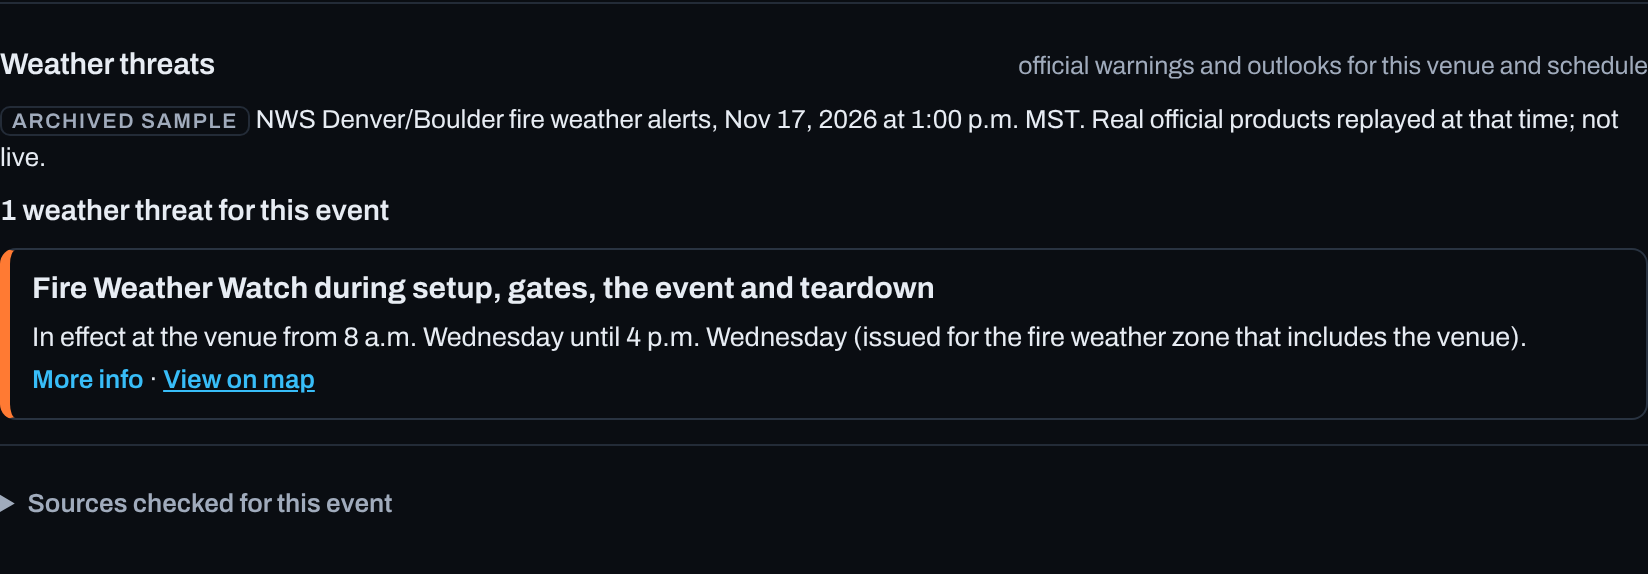 Weather threats
official warnings and outlooks for this venue and schedule
ARCHIVED SAMPLE NWS Denver/Boulder fire weather alerts, Nov 17, 2026 at 1:00 p.m. MST. Real official products replayed at that time; not
live.
1 weather threat for this event
Fire Weather Watch during setup, gates, the event and teardown
In effect at the venue from 8 a.m. Wednesday until 4 p.m. Wednesday (issued for the fire weather zone that includes the venue).
More info · View on map
Sources checked for this event